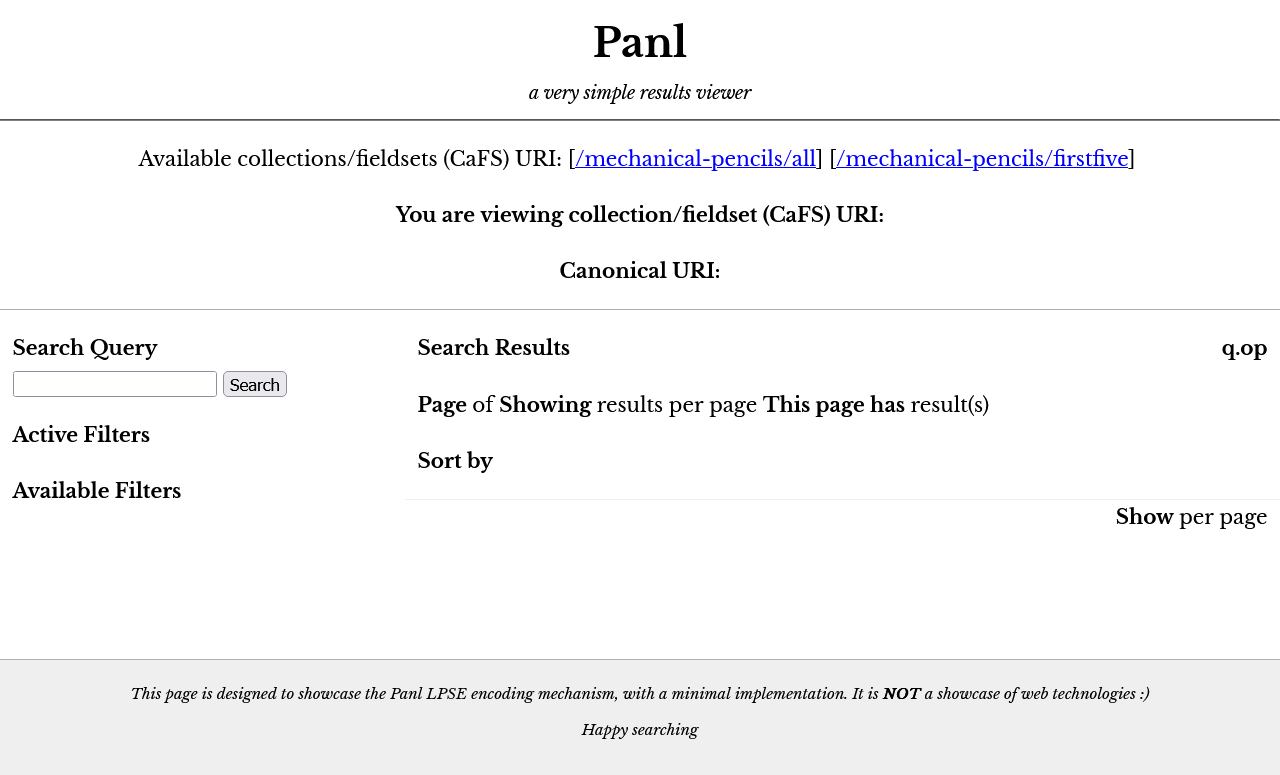 Panl
a very simple results viewer
Available collections/fieldsets (CaFS) URI: [/mechanical-pencils/all] [/mechanical-pencils/firstfive]
You are viewing collection/fieldset (CaFS) URI:
Canonical URI:
Search Query
Search
Active Filters
Available Filters
Search Results
q.op
Page of Showing results per page This page has result(s)
Sort by
Show per page
This page is designed to showcase the Panl LPSE encoding mechanism, with a minimal implementation. It is NOT a showcase of web technologies :)
Happy searching